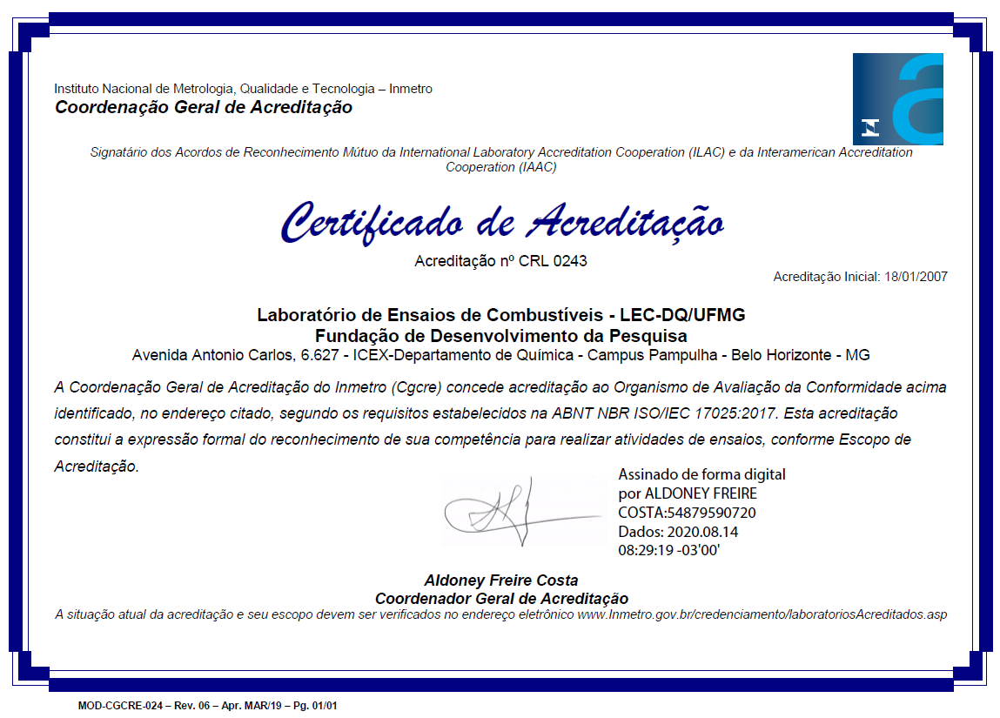 Instituto Nacional de Metrologia, Qualidade e Tecnologia – Inmetro
Coordenação Geral de Acreditação
Signatário dos Acordos de Reconhecimento Mútuo da International Laboratory Accreditation Cooperation (ILAC) e da Interamerican Accreditation
Cooperation (IAAC)
Certificado de Acreditação
Acreditação nº CRL 0243
Acreditação Inicial: 18/01/2007
Laboratório de Ensaios de Combustíveis - LEC-DQ/UFMG
Fundação de Desenvolvimento da Pesquisa
Avenida Antonio Carlos, 6.627 - ICEX-Departamento de Química - Campus Pampulha - Belo Horizonte - MG
A Coordenação Geral de Acreditação do Inmetro (Cgcre) concede acreditação ao Organismo de Avaliação da Conformidade acima
identificado, no endereço citado, segundo os requisitos estabelecidos na ABNT NBR ISO/IEC 17025:2017. Esta acreditação
constitui a expressão formal do reconhecimento de sua competência para realizar atividades de ensaios, conforme Escopo de
Acreditação.
Assinado de forma digital
por ALDONEY FREIRE
COSTA:54879590720
Dados: 2020.08.14
08:29:19 -03'00'
Aldoney Freire Costa
Coordenador Geral de Acreditação
A situação atual da acreditação e seu escopo devem ser verificados no endereço eletrônico www.Inmetro.gov.br/credenciamento/laboratoriosAcreditados.asp
MOD-CGCRE-024 – Rev. 06 – Apr. MAR/19 – Pg. 01/01